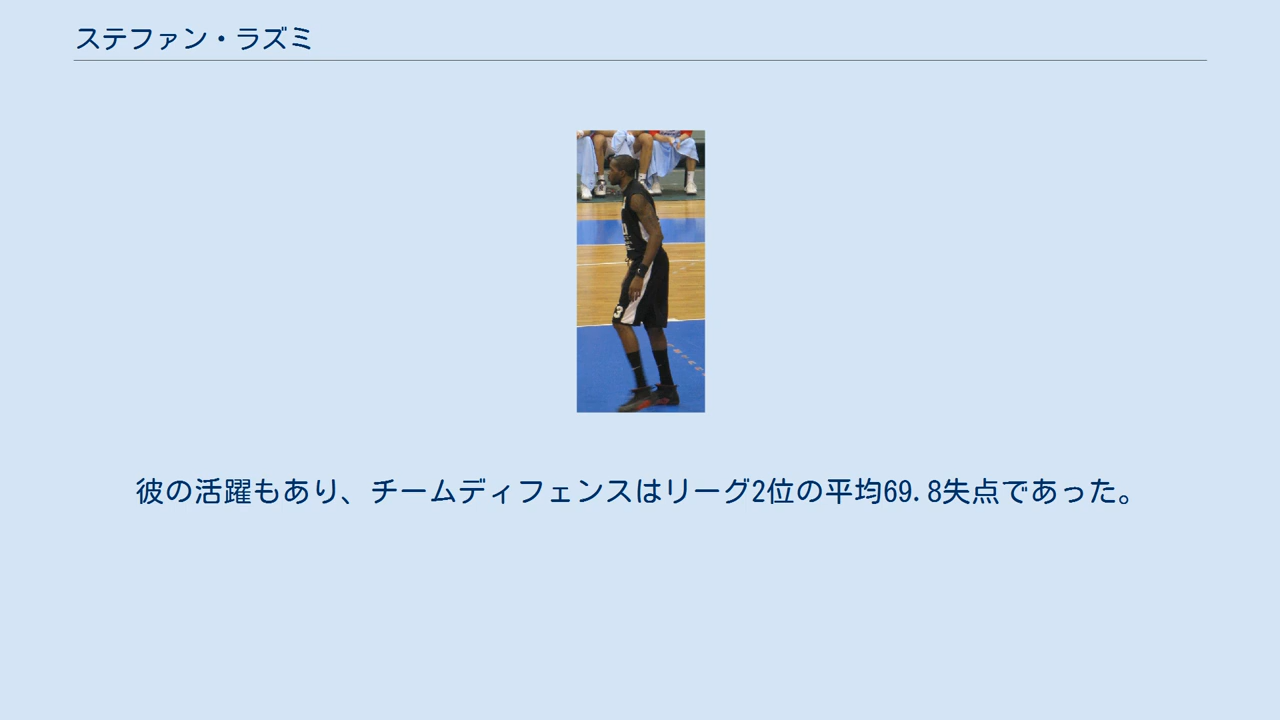 ステファン・ラズミ
彼の活躍もあり、チームディフェンスはリーグ2位の平均69.8失点であった。
3